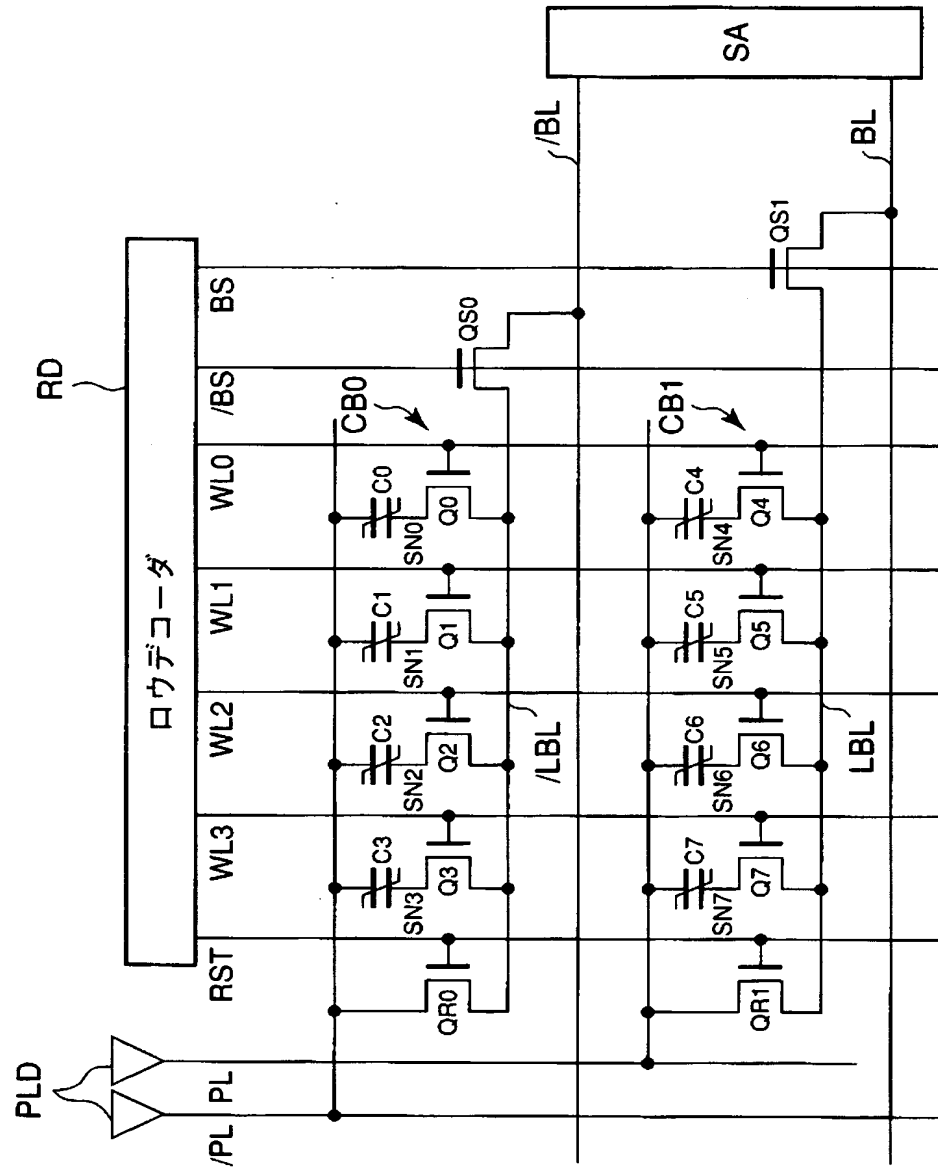 PLD
RD
ロウデコーダ
/PL
PL
RST
WL3
WL2
WL1
WL0
/BS
BS
CB0
C3
C2
C1
C0
SN3
SN2
SN1
SN0
QR0
Q3
Q2
Q1
Q0
QS0
/LBL
/BL
SA
CB1
C7
C6
C5
C4
SN7
SN6
SN5
SN4
QR1
Q7
Q6
Q5
Q4
QS1
LBL
BL